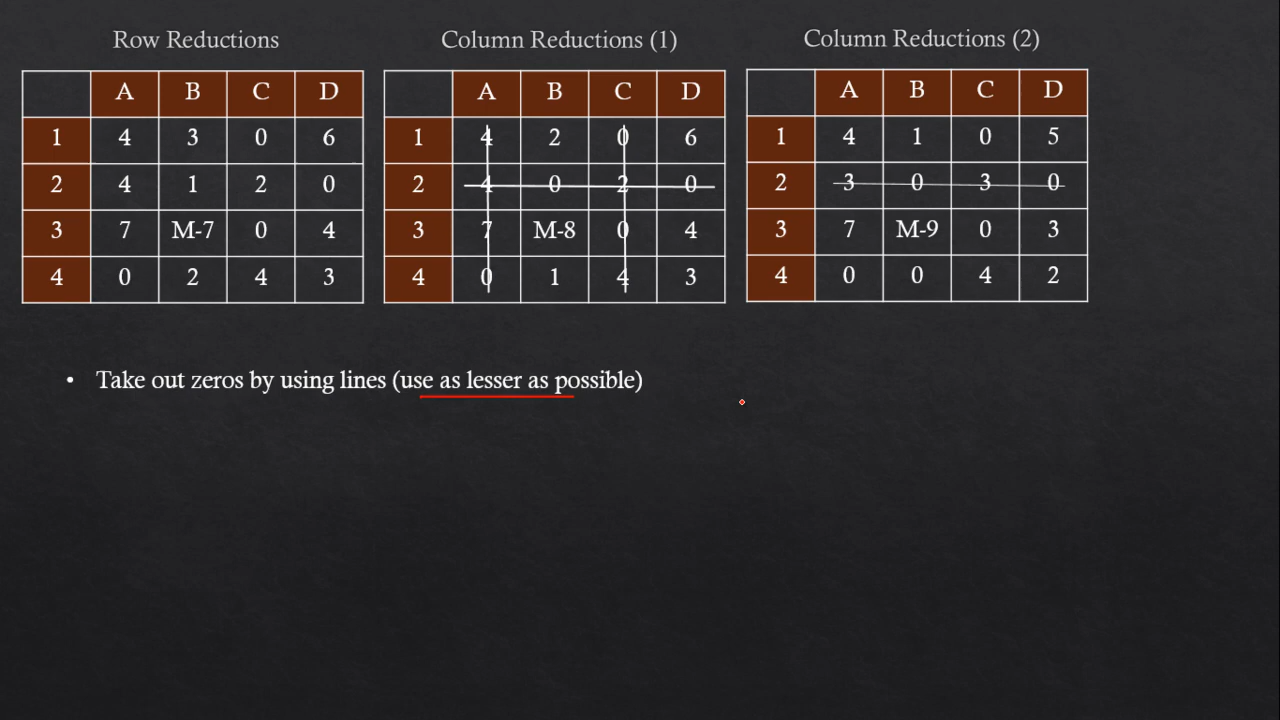 Row Reductions
A B C D
1 4 3 0 6
2 4 1 2 0
3 7 M-7 0 4
4 0 2 4 3
Column Reductions (1)
A B C D
1 4 2 0 6
2 4 0 2 0
3 7 M-8 0 4
4 0 1 4 3
Column Reductions (2)
A B C D
1 4 1 0 5
2 3 0 3 0
3 7 M-9 0 3
4 0 0 4 2
• Take out zeros by using lines (use as lesser as possible)